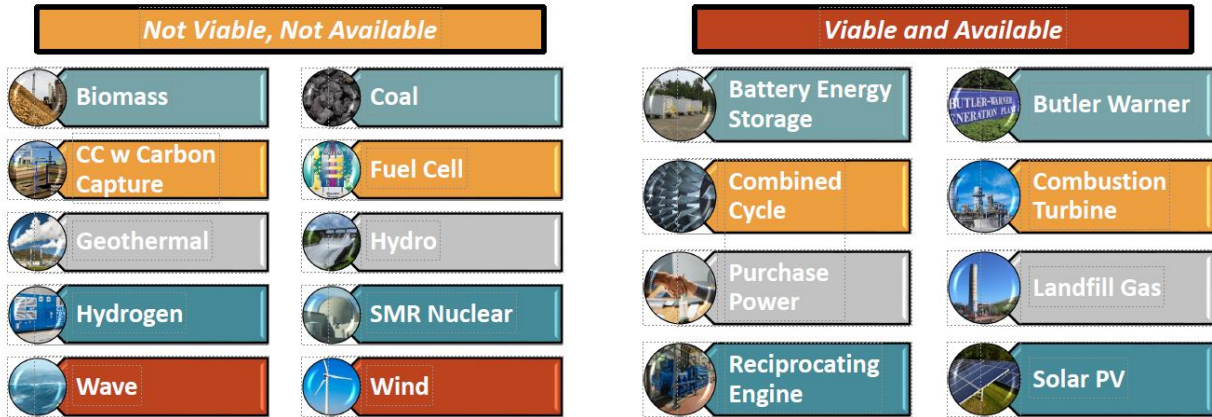 Not Viable, Not Available
Biomass
Coal
CC w Carbon
Capture
Fuel Cell
Geothermal
Hydro
Hydrogen
SMR Nuclear
Wave
Wind
Viable and Available
Battery Energy
Storage
BUTLER-WARNER
Butler Warner
Combined
Cycle
Combustion
Turbine
Purchase
Power
Landfill Gas
Reciprocating
Engine
Solar PV